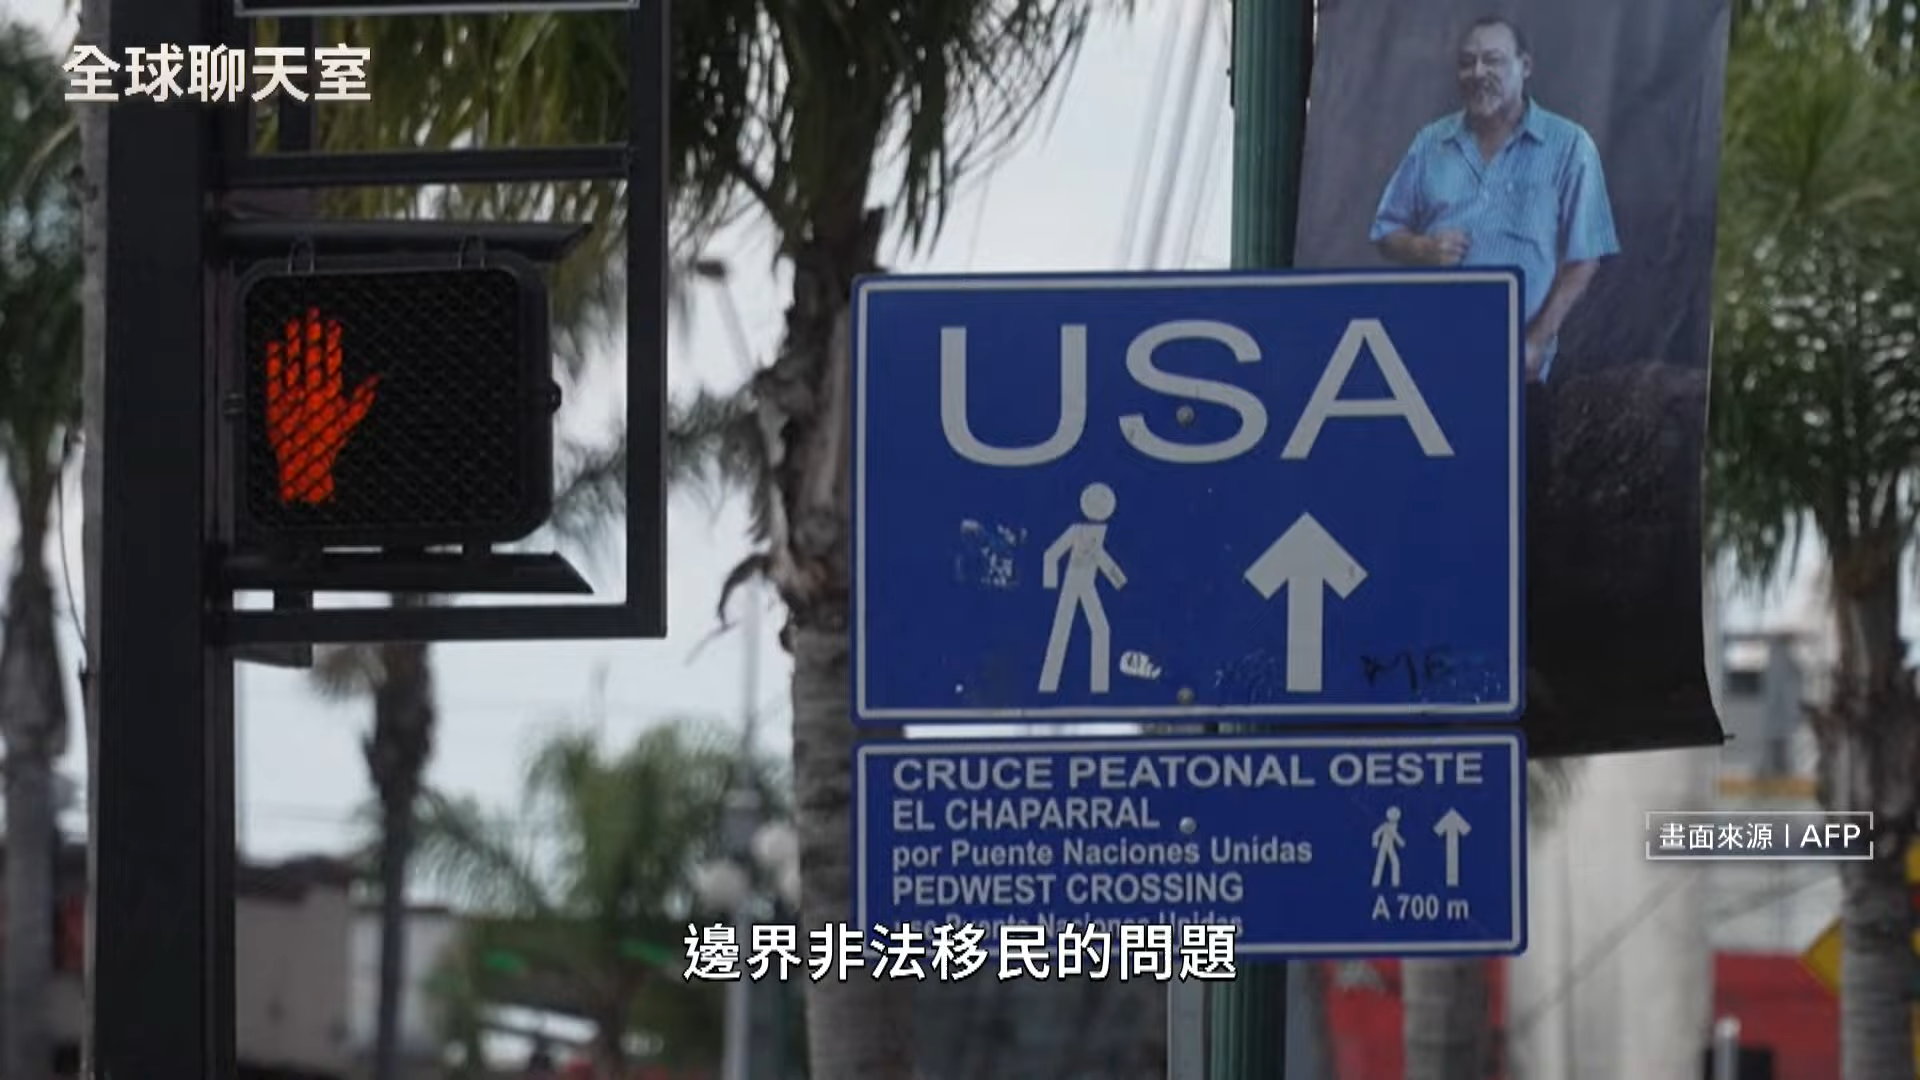 全球聊天室
USA
CRUCE PEATONAL OESTE
EL CHAPARRAL
por Puente Naciones Unidas
PEDWEST CROSSING
A 700 m
畫面來源 | AFP
邊界非法移民的問題